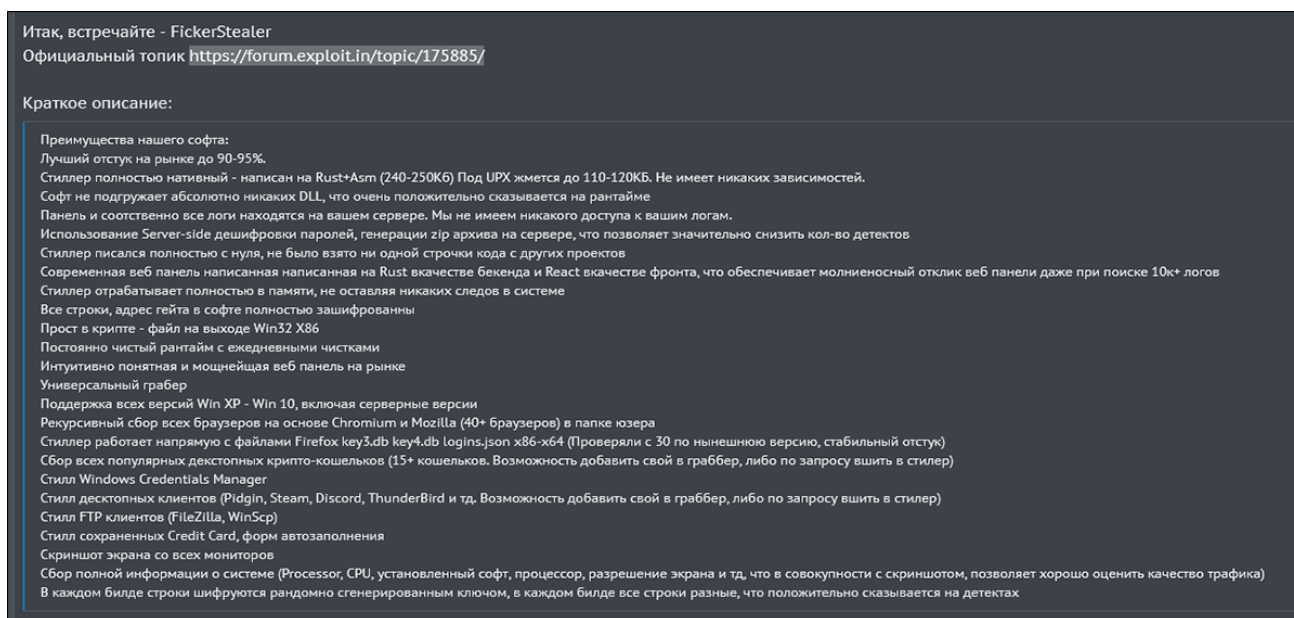 Итак, встречайте - FickerStealer
Официальный топик https://forum.exploit.in/topic/175885/
Краткое описание:
Преимущества нашего софта:
Лучший отстук на рынке до 90-95%.
Стиллер полностью нативный - написан на Rust+Asm (240-250Кб) Под UPX жмется до 110-120КБ. Не имеет никаких зависимостей.
Софт не подгружает абсолютно никаких DLL, что очень положительно сказывается на рантайме
Панель и соотственно все логи находятся на вашем сервере. Мы не имеем никакого доступа к вашим логам.
Использование Server-side дешифровки паролей, генерации zip архива на сервере, что позволяет значительно снизить кол-во детектов
Стиллер писался полностью с нуля, не было взято ни одной строчки кода с других проектов
Современная веб панель написанная написанная на Rust вкачестве бекенда и React вкачестве фронта, что обеспечивает молниеносный отклик веб панели даже при поиске 10к+ логов
Стиллер отрабатывает полностью в памяти, не оставляя никаких следов в системе
Все строки, адрес гейта в софте полностью зашифрованны
Прост в крипте - файл на выходе Win32 X86
Постоянно чистый рантайм с ежедневными чистками
Интуитивно понятная и мощнейщая веб панель на рынке
Универсальный грабер
Поддержка всех версий Win XP - Win 10, включая серверные версии
Рекурсивный сбор всех браузеров на основе Chromium и Mozilla (40+ браузеров) в папке юзера
Стиллер работает напрямую с файлами Firefox key3.db key4.db logins.json x86-x64 (Проверяли с 30 по нынешнюю версию, стабильный отстук)
Сбор всех популярных декстопных крипто-кошельков (15+ кошельков. Возможность добавить свой в граббер, либо по запросу вшить в стилер)
Стилл Windows Credentials Manager
Стилл десктопных клиентов (Pidgin, Steam, Discord, ThunderBird и тд. Возможность добавить свой в граббер, либо по запросу вшить в стилер)
Стилл FTP клиентов (FileZilla, WinScp)
Стилл сохраненных Credit Card, форм автозаполнения
Скриншот экрана со всех мониторов
Сбор полной информации о системе (Processor, CPU, установленный софт, процессор, разрешение экрана и тд, что в совокупности с скриншотом, позволяет хорошо оценить качество трафика)
В каждом билде строки шифруются рандомно сгенерированным ключом, в каждом билде все строки разные, что положительно сказывается на детектах